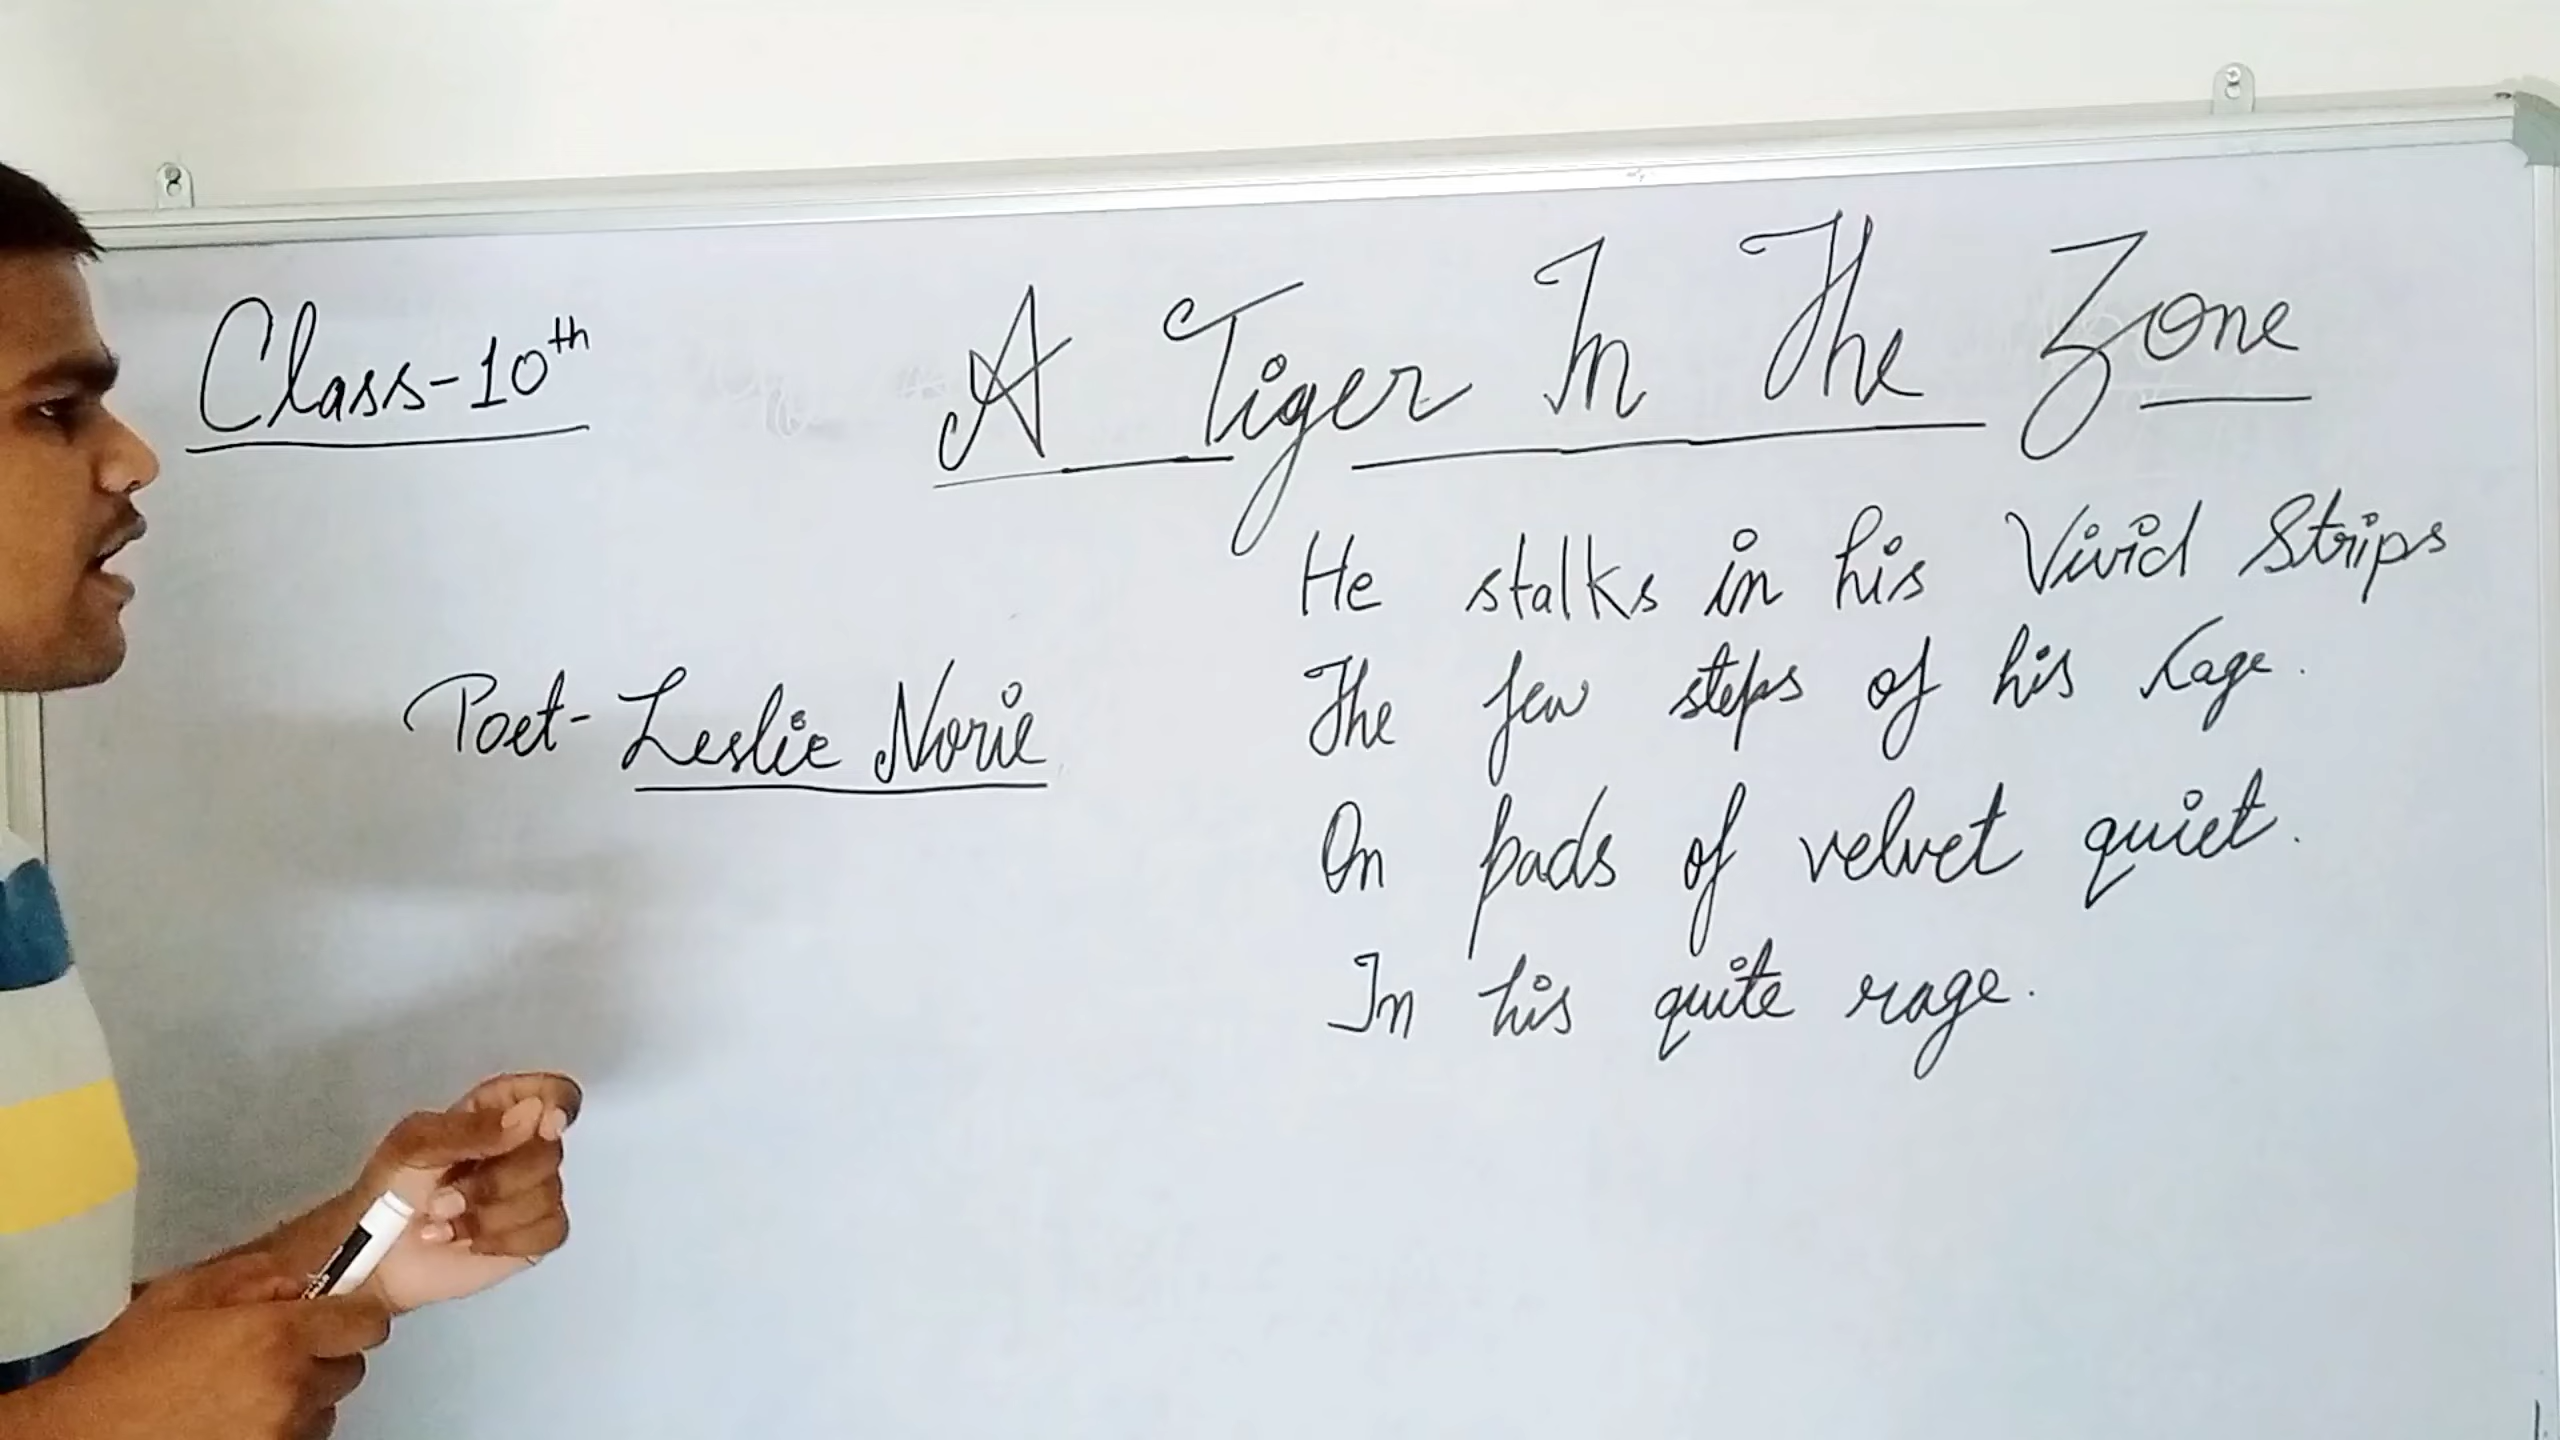 Class-10th
A Tiger In The Zone
Poet- Leslie Norie
He stalks in his Vivid Strips
The few steps of his cage.
On pads of velvet quiet.
In his quite rage.